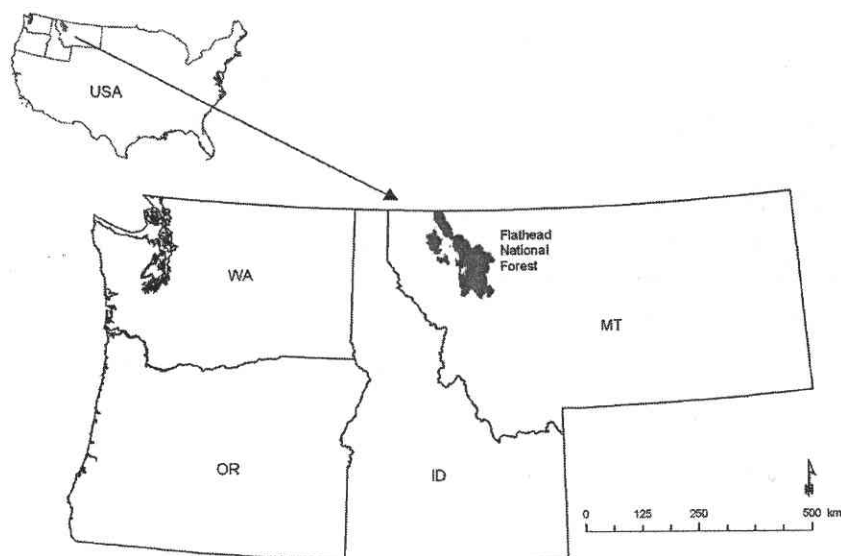 USA
Flathead
National
Forest
WA
MT
OR
ID
0 125 250 500 km